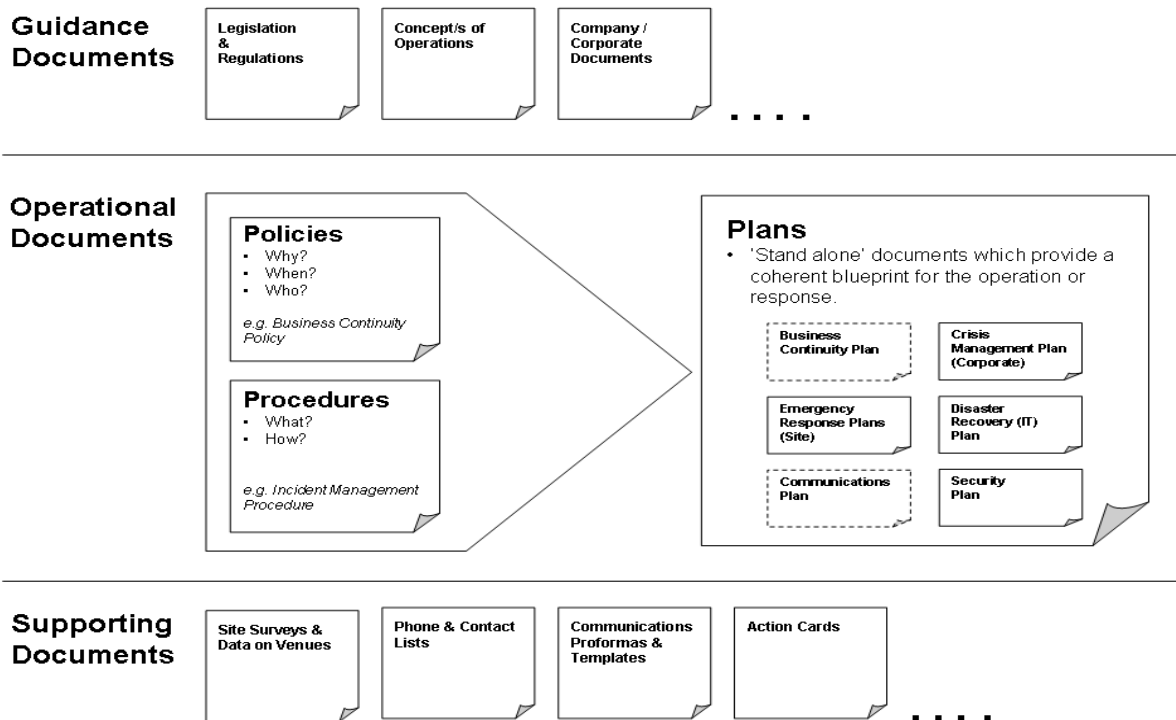 Guidance
Documents
Legislation
&
Regulations
Concept/s of
Operations
Company /
Corporate
Documents
. . . .
Operational
Documents
Policies
• Why?
• When?
• Who?
e.g. Business Continuity
Policy
Procedures
• What?
• How?
e.g. Incident Management
Procedure
Plans
• 'Stand alone' documents which provide a
coherent blueprint for the operation or
response.
Business
Continuity Plan
Crisis
Management Plan
(Corporate)
Emergency
Response Plans
(Site)
Disaster
Recovery (IT)
Plan
Communications
Plan
Security
Plan
Supporting
Documents
Site Surveys &
Data on Venues
Phone & Contact
Lists
Communications
Proformas &
Templates
Action Cards
. . . .